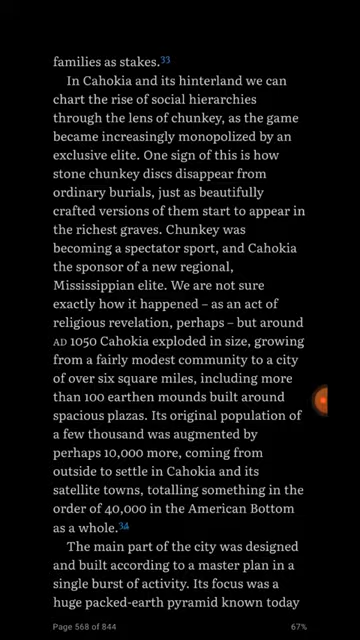 families as stakes.33
In Cahokia and its hinterland we can
chart the rise of social hierarchies
through the lens of chunkey, as the game
became increasingly monopolized by an
exclusive elite. One sign of this is how
stone chunkey discs disappear from
ordinary burials, just as beautifully
crafted versions of them start to appear in
the richest graves. Chunkey was
becoming a spectator sport, and Cahokia
the sponsor of a new regional,
Mississippian elite. We are not sure
exactly how it happened – as an act of
religious revelation, perhaps – but around
AD 1050 Cahokia exploded in size, growing
from a fairly modest community to a city
of over six square miles, including more
than 100 earthen mounds built around
spacious plazas. Its original population of
a few thousand was augmented by
perhaps 10,000 more, coming from
outside to settle in Cahokia and its
satellite towns, totalling something in the
order of 40,000 in the American Bottom
as a whole.34
The main part of the city was designed
and built according to a master plan in a
single burst of activity. Its focus was a
huge packed-earth pyramid known today
Page 568 of 844 67%